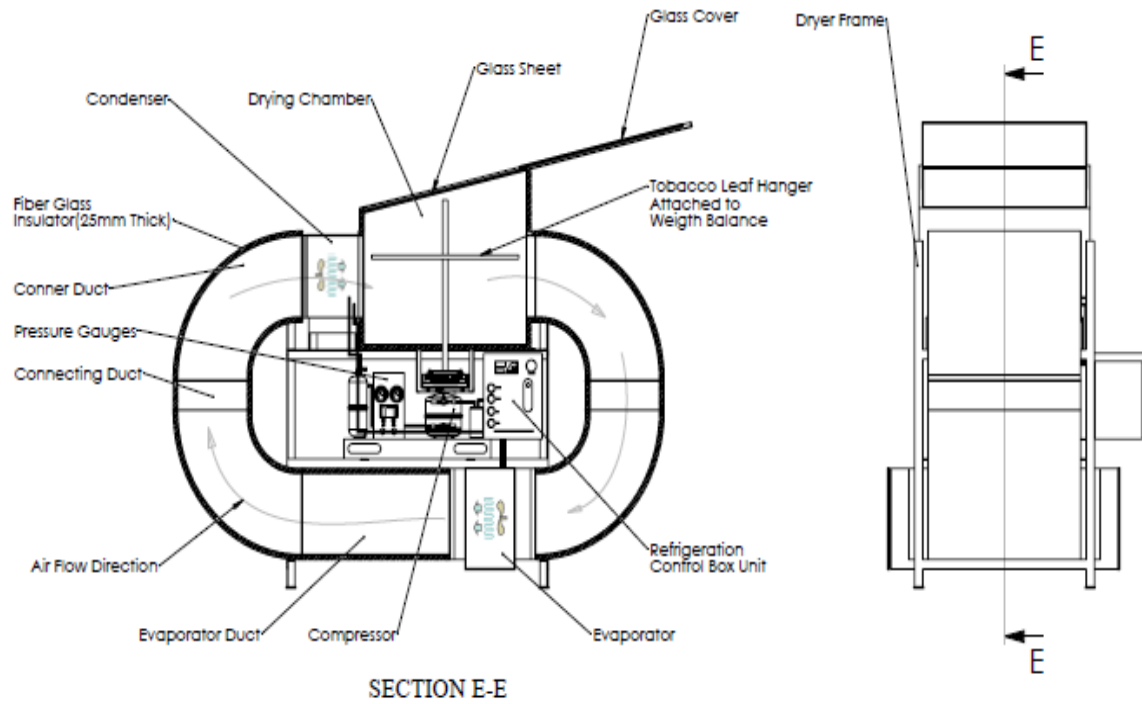 Glass Cover
Dryer Frame
E
Glass Sheet
Condenser
Drying Chamber
Tobacco Leaf Hanger
Attached to
Weigth Balance
Fiber Glass
Insulator(25mm Thick)
Conner Duct
Pressure Gauges
Connecting Duct
Air Flow Direction
Refrigeration
Control Box Unit
Evaporator Duct
Compressor
Evaporator
E
SECTION E-E